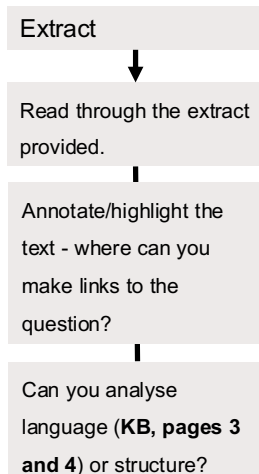 Extract
Read through the extract
provided.
Annotate/highlight the
text - where can you
make links to the
question?
Can you analyse
language (KB, pages 3
and 4) or structure?